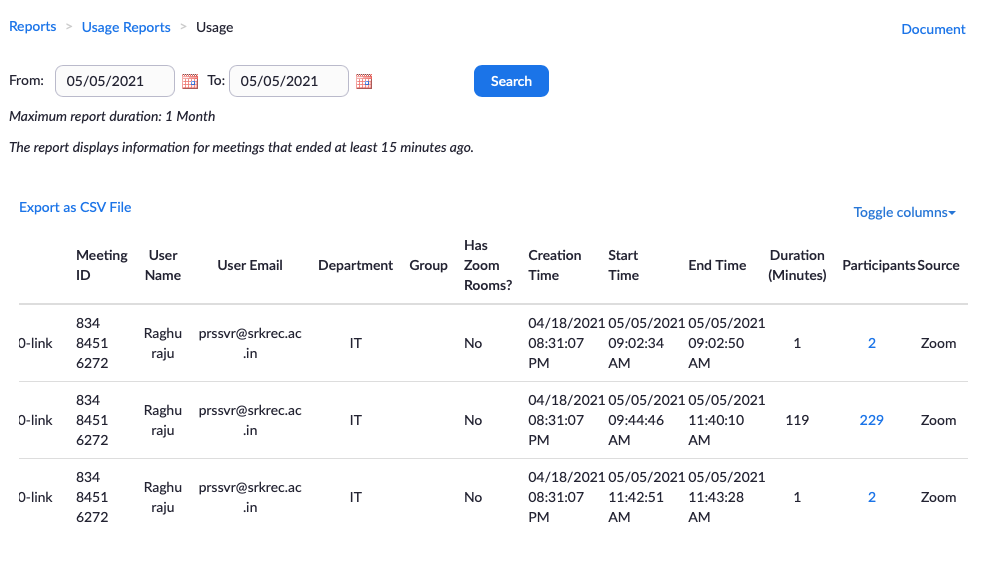 Reports > Usage Reports > Usage
Document
From: 05/05/2021 To: 05/05/2021 Search
Maximum report duration: 1 Month
The report displays information for meetings that ended at least 15 minutes ago.
Export as CSV File
Toggle columns
Meeting ID User Name User Email Department Group Has Zoom Rooms? Creation Time Start Time End Time Duration (Minutes) Participants Source
0-link 834 8451 6272 Raghu raju prssvr@srkrec.ac.in IT No 04/18/2021 08:31:07 PM 05/05/2021 09:02:34 AM 05/05/2021 09:02:50 AM 1 2 Zoom
0-link 834 8451 6272 Raghu raju prssvr@srkrec.ac.in IT No 04/18/2021 08:31:07 PM 05/05/2021 09:44:46 AM 05/05/2021 11:40:10 AM 119 229 Zoom
0-link 834 8451 6272 Raghu raju prssvr@srkrec.ac.in IT No 04/18/2021 08:31:07 PM 05/05/2021 11:42:51 AM 05/05/2021 11:43:28 AM 1 2 Zoom